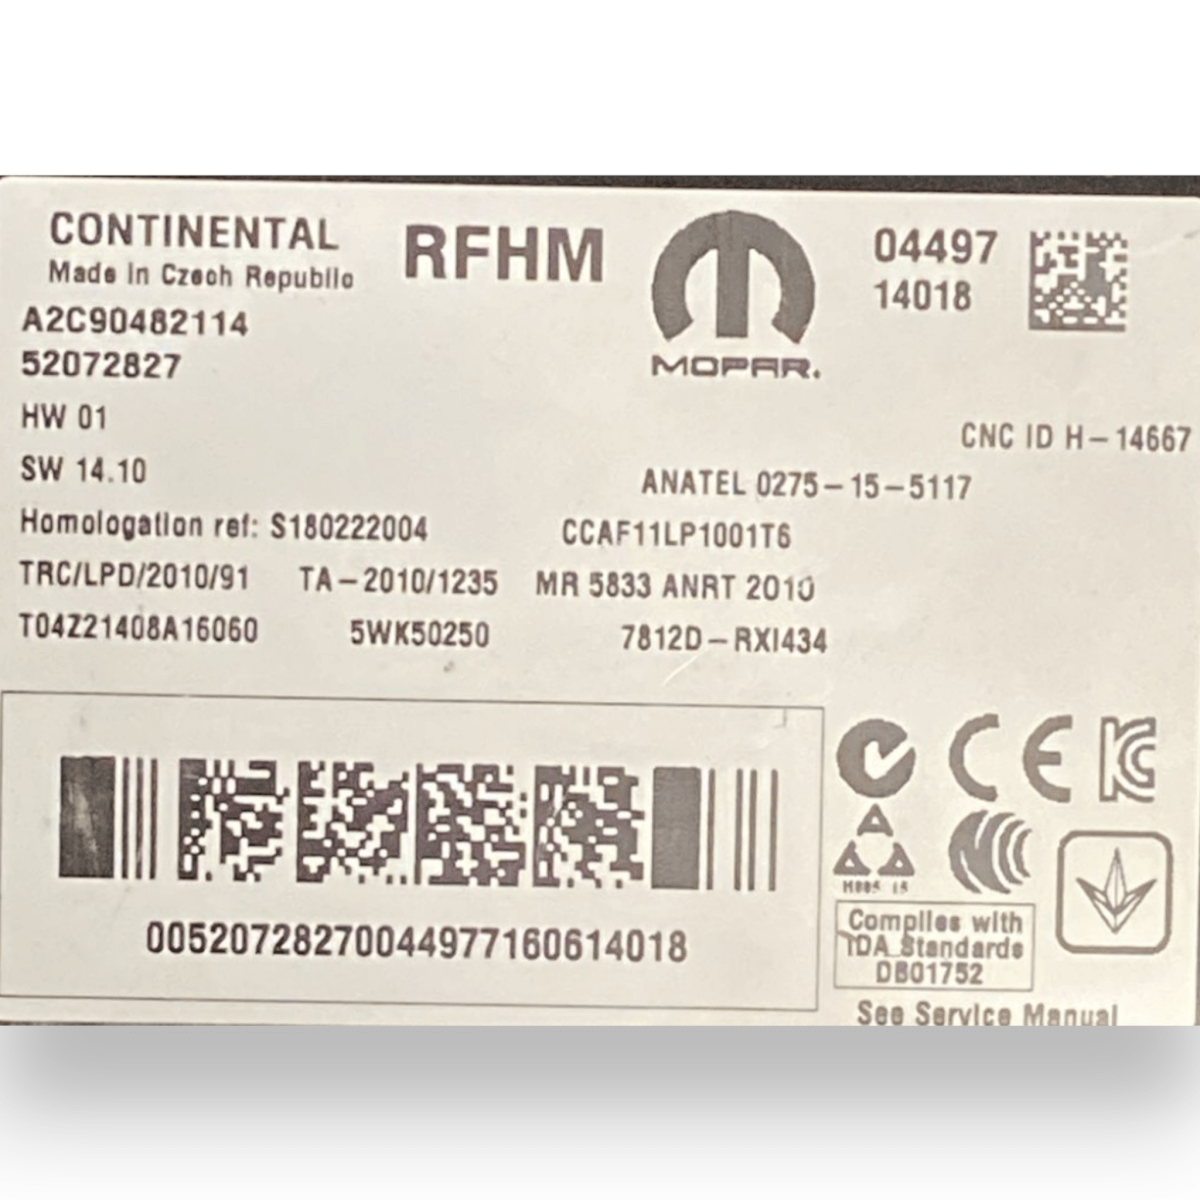 CONTINENTAL
Made in Czech Republic
RFHM
MOPAR.
04497
14018
A2C90482114
52072827
HW 01
SW 14.10
CNC ID H-14667
ANATEL 0275-15-5117
Homologation ref: S180222004
CCAF11LP1001T6
TRC/LPD/2010/91 TA-2010/1235 MR 5833 ANRT 2010
T04Z21408A16060 5WK50250 7812D-RXI434
00520728270044977160614018
CE
Complies with
IDA Standards
DB01752
See Service Manual